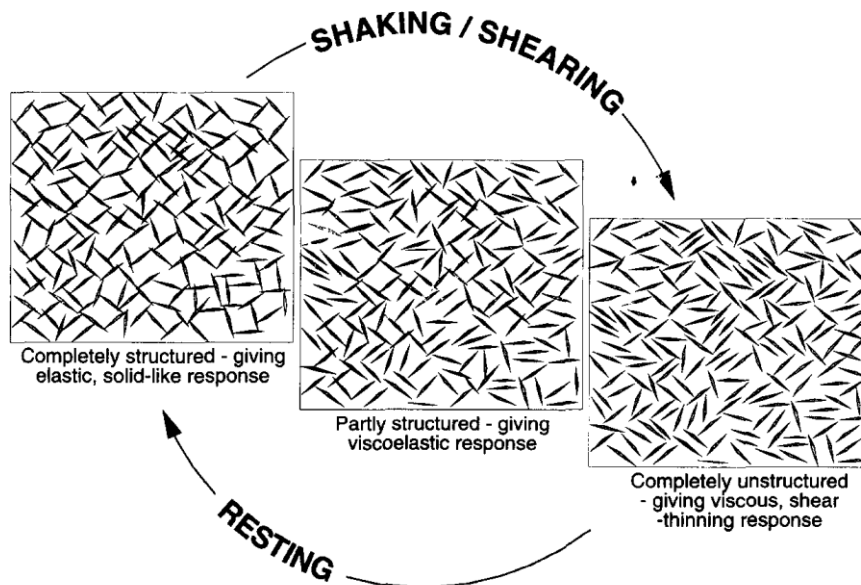 SHAKING / SHEARING
Completely structured - giving
elastic, solid-like response
Partly structured - giving
viscoelastic response
Completely unstructured
- giving viscous, shear
-thinning response
RESTING